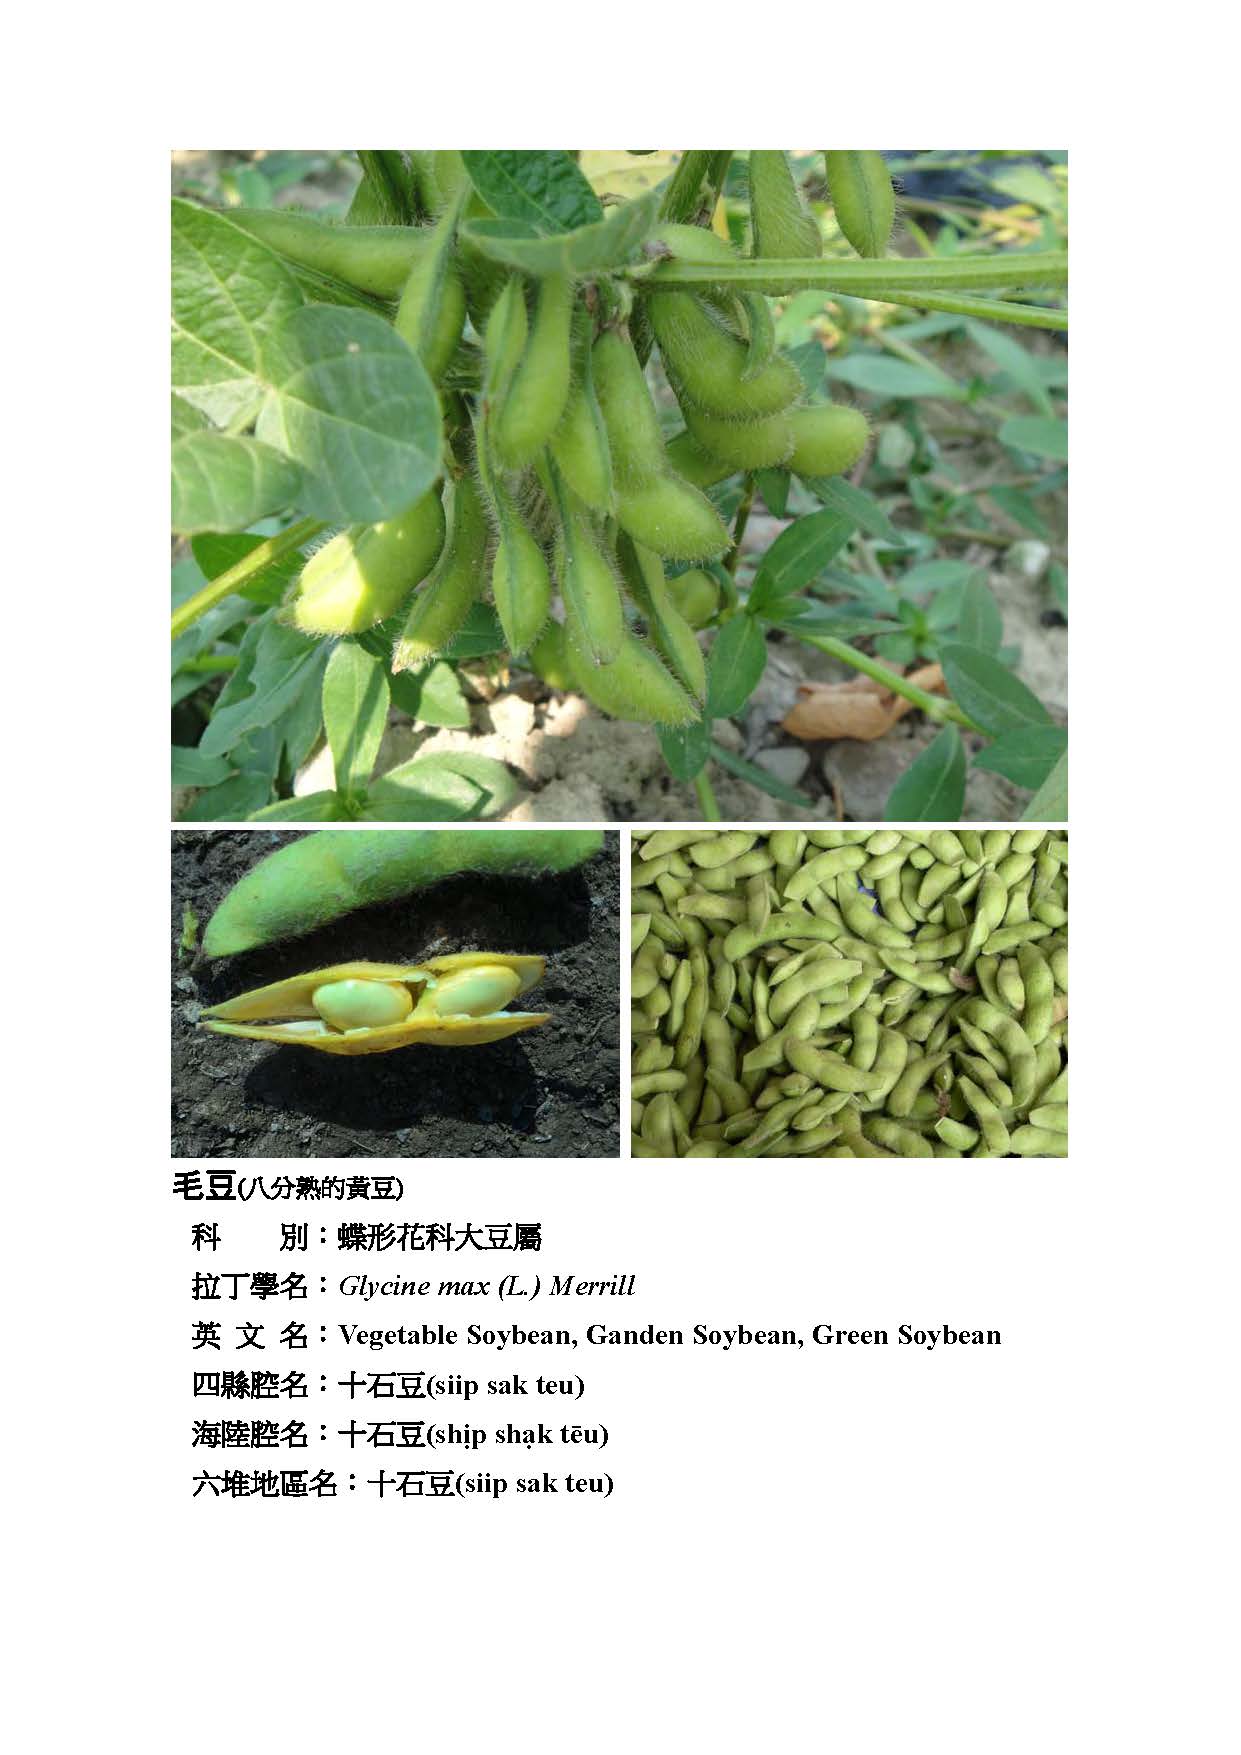 毛豆(八分熟的黃豆)
科　　別：蝶形花科大豆屬
拉丁學名：Glycine max (L.) Merrill
英 文 名：Vegetable Soybean, Ganden Soybean, Green Soybean
四縣腔名：十石豆(siip sak teu)
海陸腔名：十石豆(shi̍p sha̍k tēu)
六堆地區名：十石豆(siip sak teu)